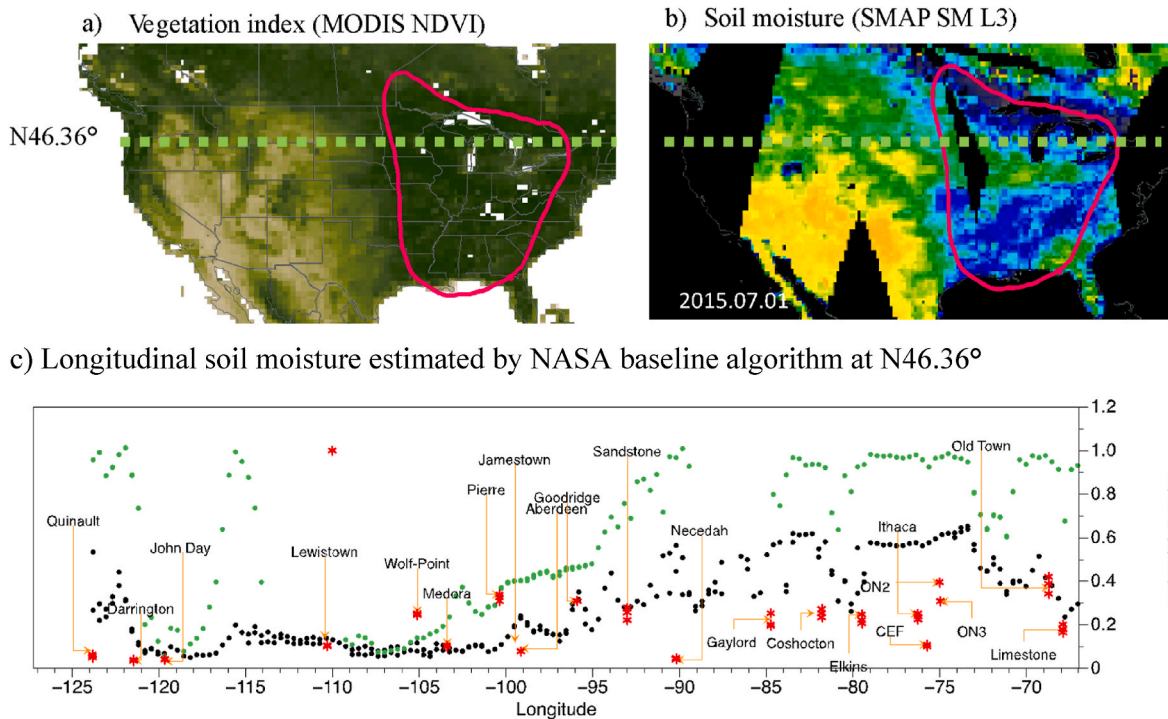 a) Vegetation index (MODIS NDVI)
b) Soil moisture (SMAP SM L3)
N46.36°
2015.07.01
c) Longitudinal soil moisture estimated by NASA baseline algorithm at N46.36°
1.2
Sandstone
Old Town
Jamestown
1.0
Pierre
Goodridge
Aberdeen
0.8
Quinault
Necedah
Ithaca
John Day
Lewistown
Wolf-Point
0.6
Medora
Darrington
ON2
0.4
Gaylord
Coshocton
CEF
ON3
0.2
Elkins
Limestone
0
−125 −120 −115 −110 −105 −100 −95 −90 −85 −80 −75 −70
Longitude